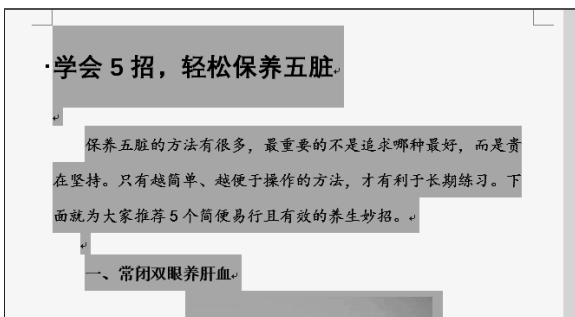 学会 5 招，轻松保养五脏
保养五脏的方法有很多，最重要的不是追求哪种最好，而是贵
在坚持。只有越简单、越便于操作的方法，才有利于长期练习。下
面就为大家推荐 5 个简便易行且有效的养生妙招。
一、常闭双眼养肝血